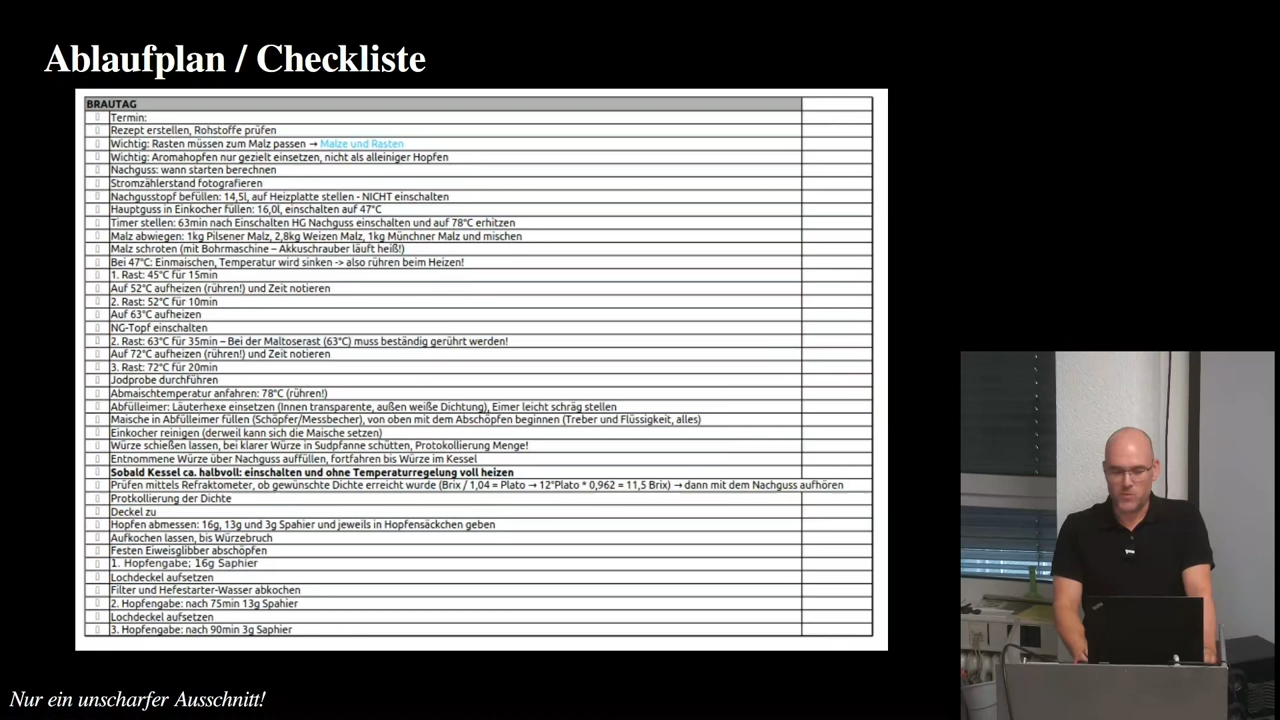 Ablaufplan / Checkliste
BRAUTAG
Termin:
Rezept erstellen, Rohstoffe prüfen
Wichtig: Rasten müssen zum Malz passen → Malze und Rasten
Wichtig: Aromahopfen nur gezielt einsetzen, nicht als alleiniger Hopfen
Nachguss: wann starten berechnen
Stromzählerstand fotografieren
Nachgusstopf befüllen: 14,5l, auf Heizplatte stellen - NICHT einschalten
Hauptguss in Einkocher füllen: 16,0l, einschalten auf 47°C
Timer stellen: 63min nach Einschalten HG Nachguss einschalten und auf 78°C erhitzen
Malz abwiegen: 1kg Pilsener Malz, 2,8kg Weizen Malz, 1kg Münchner Malz und mischen
Malz schroten (mit Bohrmaschine – Akkuschrauber läuft heiß!)
Bei 47°C: Einmaischen, Temperatur wird sinken -> also rühren beim Heizen!
1. Rast: 45°C für 15min
Auf 52°C aufheizen (rühren!) und Zeit notieren
2. Rast: 52°C für 10min
Auf 63°C aufheizen
NG-Topf einschalten
2. Rast: 63°C für 35min – Bei der Maltoserast (63°C) muss beständig gerührt werden!
Auf 72°C aufheizen (rühren!) und Zeit notieren
3. Rast: 72°C für 20min
Jodprobe durchführen
Abmaischtemperatur anfahren: 78°C (rühren!)
Abfülleimer: Läuterhexe einsetzen (Innen transparente, außen weiße Dichtung), Eimer leicht schräg stellen
Maische in Abfülleimer füllen (Schöpfer/Messbecher), von oben mit dem Abschöpfen beginnen (Treber und Flüssigkeit, alles)
Einkocher reinigen (derweil kann sich die Maische setzen)
Würze schießen lassen, bei klarer Würze in Sudpfanne schütten, Protokollierung Menge!
Entnommene Würze über Nachguss auffüllen, fortfahren bis Würze im Kessel
Sobald Kessel ca. halbvoll: einschalten und ohne Temperaturregelung voll heizen
Prüfen mittels Refraktometer, ob gewünschte Dichte erreicht wurde (Brix / 1,04 = Plato → 12°Plato * 0,962 = 11,5 Brix) → dann mit dem Nachguss aufhören
Protkollierung der Dichte
Deckel zu
Hopfen abmessen: 16g, 13g und 3g Spahier und jeweils in Hopfensäckchen geben
Aufkochen lassen, bis Würzebruch
Festen Eiweisglibber abschöpfen
1. Hopfengabe; 16g Saphier
Lochdeckel aufsetzen
Filter und Hefestarter-Wasser abkochen
2. Hopfengabe: nach 75min 13g Spahier
Lochdeckel aufsetzen
3. Hopfengabe: nach 90min 3g Saphier
Nur ein unscharfer Ausschnitt!